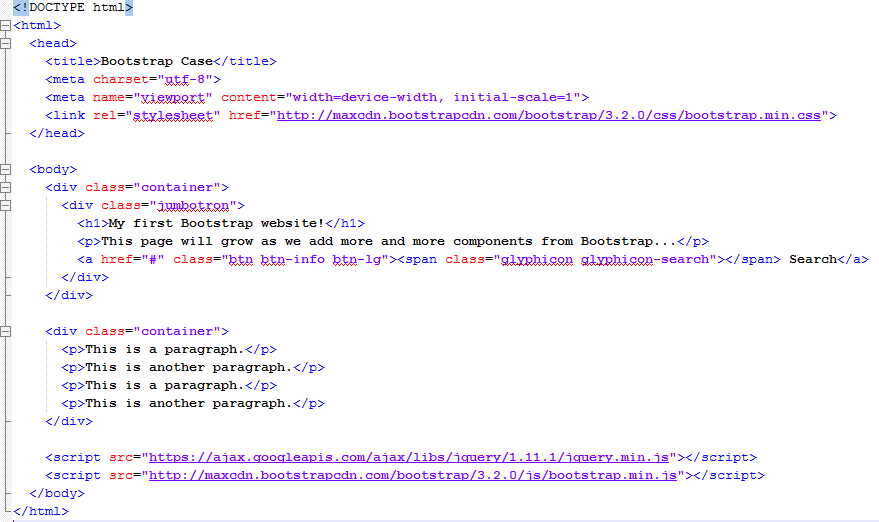 <!DOCTYPE html>
<html>
<head>
<title>Bootstrap Case</title>
<meta charset="utf-8">
<meta name="viewport" content="width=device-width, initial-scale=1">
<link rel="stylesheet" href="http://maxcdn.bootstrapcdn.com/bootstrap/3.2.0/css/bootstrap.min.css">
</head>
<body>
<div class="container">
<div class="jumbotron">
<h1>My first Bootstrap website!</h1>
<p>This page will grow as we add more and more components from Bootstrap...</p>
<a href="#" class="btn btn-info btn-lg"><span class="glyphicon glyphicon-search"></span> Search</a>
</div>
</div>
<div class="container">
<p>This is a paragraph.</p>
<p>This is another paragraph.</p>
<p>This is a paragraph.</p>
<p>This is another paragraph.</p>
</div>
<script src="https://ajax.googleapis.com/ajax/libs/jquery/1.11.1/jquery.min.js"></script>
<script src="http://maxcdn.bootstrapcdn.com/bootstrap/3.2.0/js/bootstrap.min.js"></script>
</body>
</html>